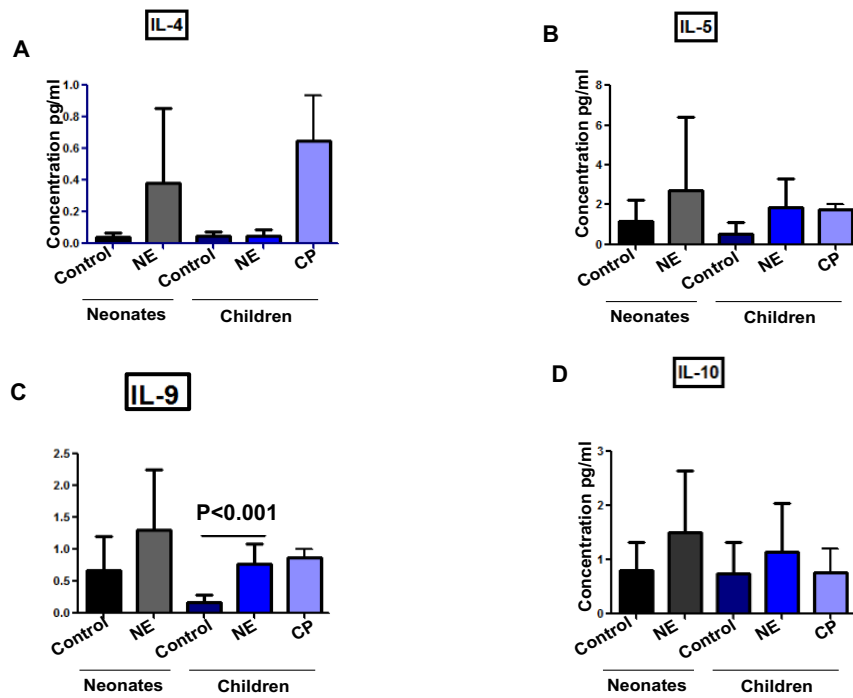 IL-4
A
Concentration pg/ml
1.0
0.8
0.6
0.4
0.2
0.0
Control NE Control NE CP
Neonates Children
IL-5
B
Concentration pg/ml
8
6
4
2
0
Control NE Control NE CP
Neonates Children
IL-9
C
2.5
2.0
1.5
1.0
0.5
0.0
P<0.001
Control NE Control NE CP
Neonates Children
IL-10
D
Concentration pg/ml
3
2
1
0
Control NE Control NE CP
Neonates Children